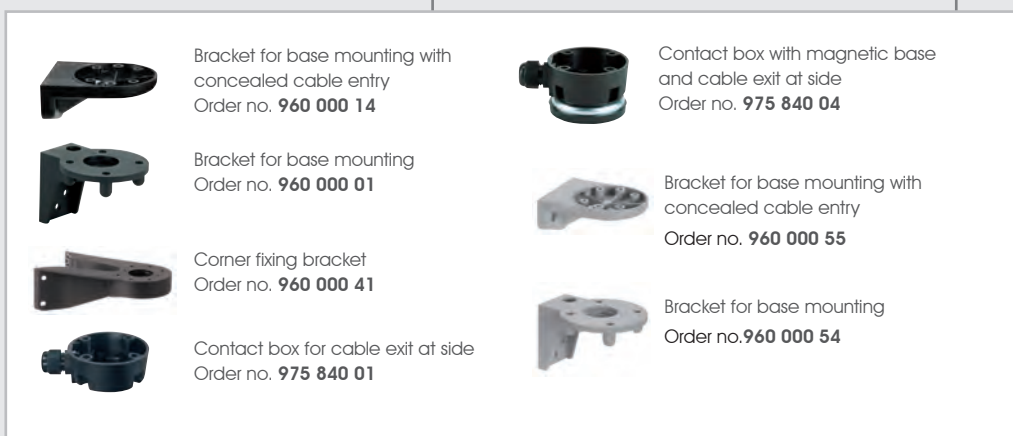 Bracket for base mounting with
concealed cable entry
Order no. 960 000 14
Bracket for base mounting
Order no. 960 000 01
Corner fixing bracket
Order no. 960 000 41
Contact box for cable exit at side
Order no. 975 840 01
Contact box with magnetic base
and cable exit at side
Order no. 975 840 04
Bracket for base mounting with
concealed cable entry
Order no. 960 000 55
Bracket for base mounting
Order no.960 000 54